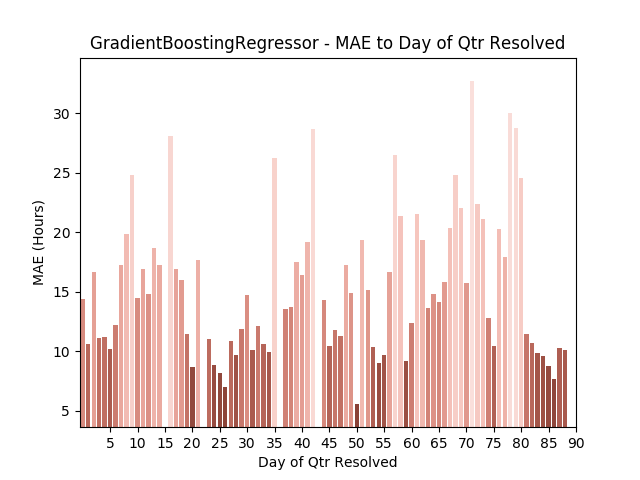 GradientBoostingRegressor - MAE to Day of Qtr Resolved
MAE (Hours)
30
25
20
15
10
5
5 10 15 20 25 30 35 40 45 50 55 60 65 70 75 80 85 90
Day of Qtr Resolved